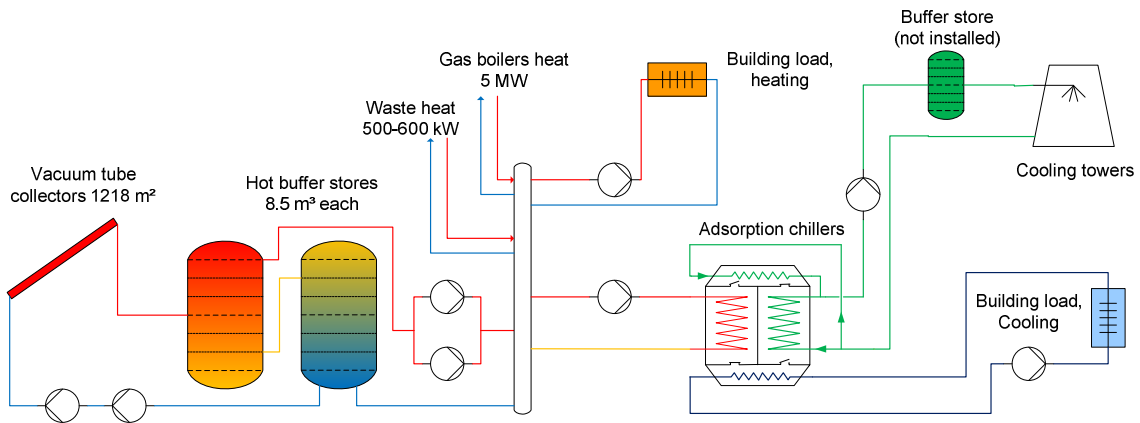 Buffer store
(not installed)
Gas boilers heat
5 MW
Building load,
heating
Waste heat
500-600 kW
Cooling towers
Vacuum tube
collectors 1218 m²
Hot buffer stores
8.5 m³ each
Adsorption chillers
Building load,
Cooling